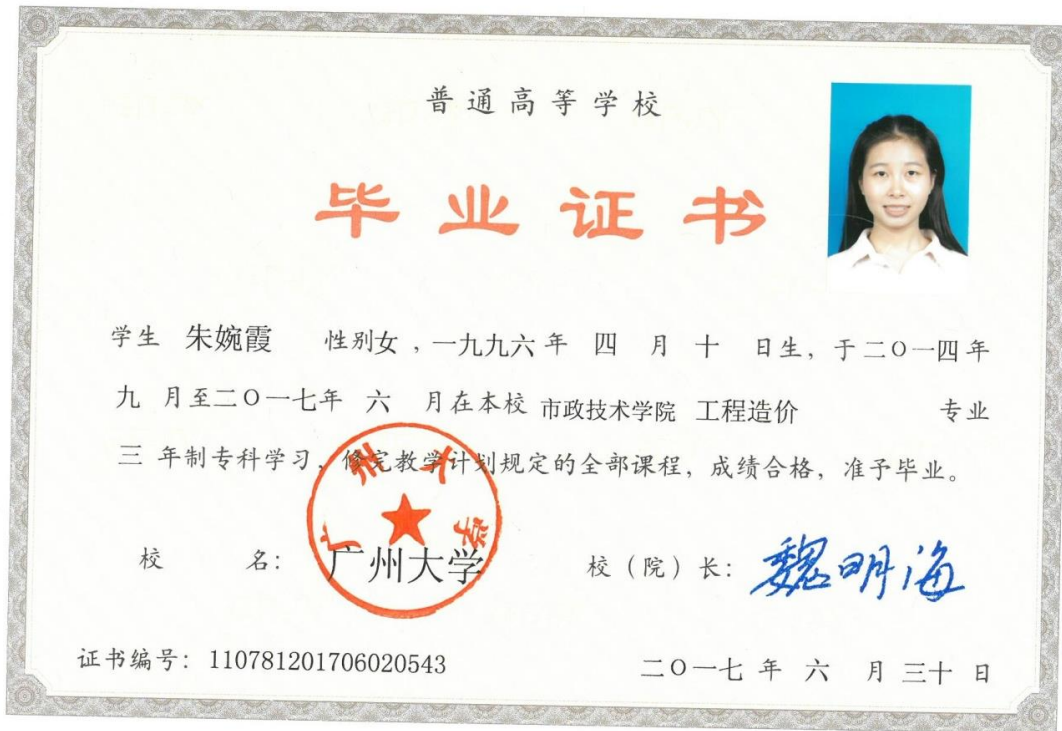 普通高等学校
毕业证书
学生 朱婉霞 性别女，一九九六年 四 月 十 日生，于二〇一四年
九 月至二〇一七年 六 月在本校 市政技术学院 工程造价 专业
三 年制专科学习，修完教学计划规定的全部课程，成绩合格，准予毕业。
广州大学
校 名：广州大学 校（院）长：魏明海
证书编号：110781201706020543 二〇一七 年 六 月 三十 日